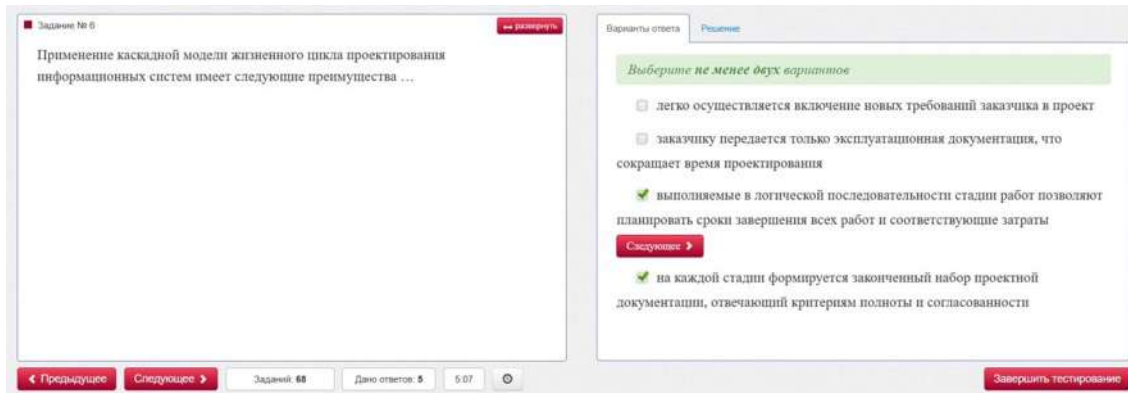 Задание № 6
развернуть
Применение каскадной модели жизненного цикла проектирования
информационных систем имеет следующие преимущества …
Предыдущее
Следующее
Заданий: 68
Дано ответов: 5
5:07
Варианты ответа
Решение
Выберите не менее двух вариантов
легко осуществляется включение новых требований заказчика в проект
заказчику передается только эксплуатационная документация, что
сокращает время проектирования
выполняемые в логической последовательности стадии работ позволяют
планировать сроки завершения всех работ и соответствующие затраты
Следующее
на каждой стадии формируется законченный набор проектной
документации, отвечающий критериям полноты и согласованности
Завершить тестирование